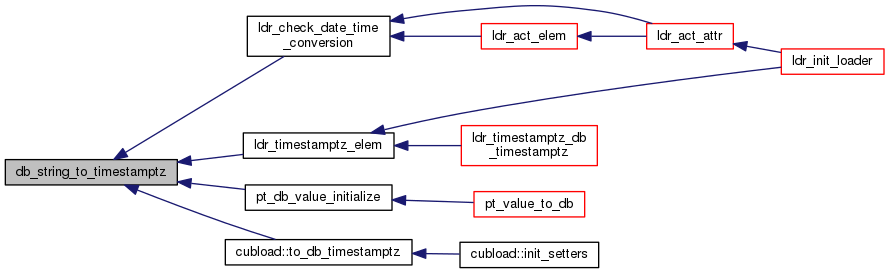 ldr_check_date_time
_conversion
ldr_act_elem
ldr_act_attr
ldr_init_loader
ldr_timestamptz_elem
ldr_timestamptz_db
_timestamptz
db_string_to_timestamptz
pt_db_value_initialize
pt_value_to_db
cubload::to_db_timestamptz
cubload::init_setters